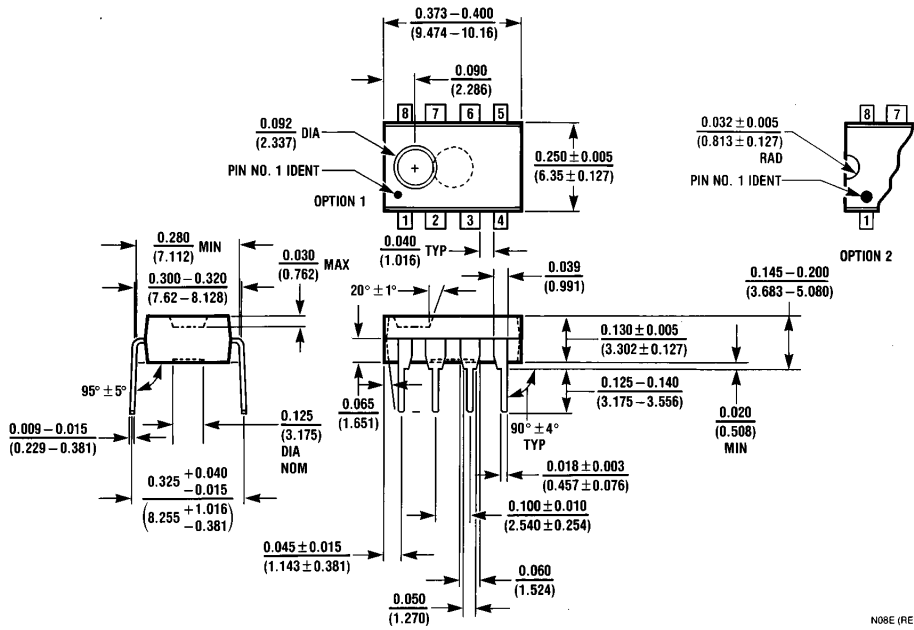 0.373 – 0.400
(9.474 – 10.16)
0.090
(2.286)
8 7 6 5
0.092
(2.337)
DIA
PIN NO. 1 IDENT
OPTION 1
1 2 3 4
0.250 ± 0.005
(6.35 ± 0.127)
0.032 ± 0.005
(0.813 ± 0.127)
RAD
PIN NO. 1 IDENT
8 7
1
OPTION 2
0.280
(7.112)
MIN
0.300 – 0.320
(7.62 – 8.128)
0.030
(0.762)
MAX
0.040
(1.016)
TYP
0.039
(0.991)
20° ± 1°
0.145 – 0.200
(3.683 – 5.080)
0.130 ± 0.005
(3.302 ± 0.127)
0.125 – 0.140
(3.175 – 3.556)
0.020
(0.508)
MIN
95° ± 5°
0.009 – 0.015
(0.229 – 0.381)
0.125
(3.175)
DIA
NOM
0.065
(1.651)
90° ± 4°
TYP
0.018 ± 0.003
(0.457 ± 0.076)
0.325 +0.040
−0.015
(8.255 +1.016
−0.381)
0.100 ± 0.010
(2.540 ± 0.254)
0.045 ± 0.015
(1.143 ± 0.381)
0.060
(1.524)
0.050
(1.270)
N08E (RE